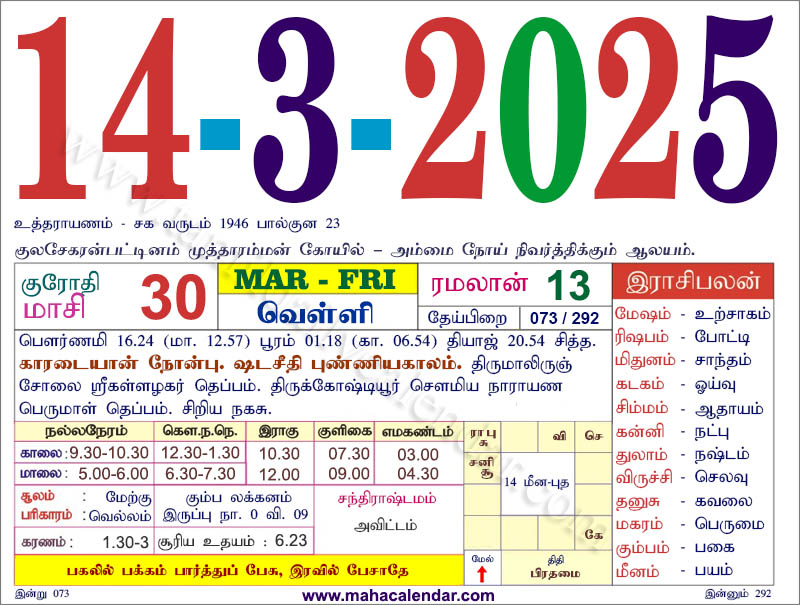 14-3-2025
உத்தராயணம் - சக வருடம் 1946 பால்குன 23
குலசேகரன்பட்டினம் முத்தாரம்மன் கோயில் – அம்மை நோய் நிவர்த்திக்கும் ஆலயம்.
குரோதி
மாசி 30
MAR - FRI
வெள்ளி
ரமலான் 13
தேய்பிறை 073 / 292
பௌர்ணமி 16.24 (மா. 12.57) பூரம் 01.18 (கா. 06.54) தியாஜ் 20.54 சித்த.
காரடையான் நோன்பு. ஷடசீதி புண்ணியகாலம். திருமாலிருஞ்
சோலை ஸ்ரீகள்ளழகர் தெப்பம். திருக்கோஷ்டியூர் சௌமிய நாராயண
பெருமாள் தெப்பம். சிறிய நகசு.
இராசிபலன்
மேஷம் - உற்சாகம்
ரிஷபம் - போட்டி
மிதுனம் - சாந்தம்
கடகம் - ஓய்வு
சிம்மம் - ஆதாயம்
கன்னி - நட்பு
துலாம் - நஷ்டம்
விருச்சி - செலவு
தனுசு - கவலை
மகரம் - பெருமை
கும்பம் - பகை
மீனம் - பயம்
நல்லநேரம் கௌ.ந.நெ. இராகு குளிகை எமகண்டம்
காலை: 9.30-10.30 12.30-1.30 10.30 07.30 03.00
மாலை: 5.00-6.00 6.30-7.30 12.00 09.00 04.30
சூலம் : மேற்கு
பரிகாரம் : வெல்லம்
கும்ப லக்கனம்
இருப்பு நா. 0 வி. 09
சந்திராஷ்டமம்
அவிட்டம்
கரணம் : 1.30-3
சூரிய உதயம் : 6.23
ரா பு
சு
வி
செ
சனி
சூ
14 மீன-புத
கே
மேல்
திதி
பிரதமை
பகலில் பக்கம் பார்த்துப் பேசு, இரவில் பேசாதே
இன்று 073
www.mahacalendar.com
இன்னும் 292